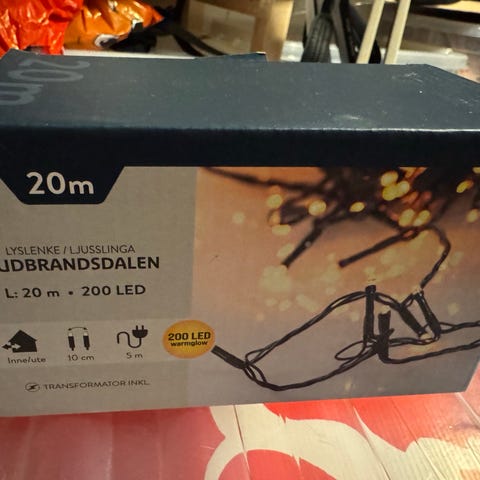 20m
20m
LYSLENKE / LJUSSLINGA
UDBRANDSDALEN
L: 20 m • 200 LED
200 LED
warmglow
Inne/ute
10 cm
5 m
TRANSFORMATOR INKL.